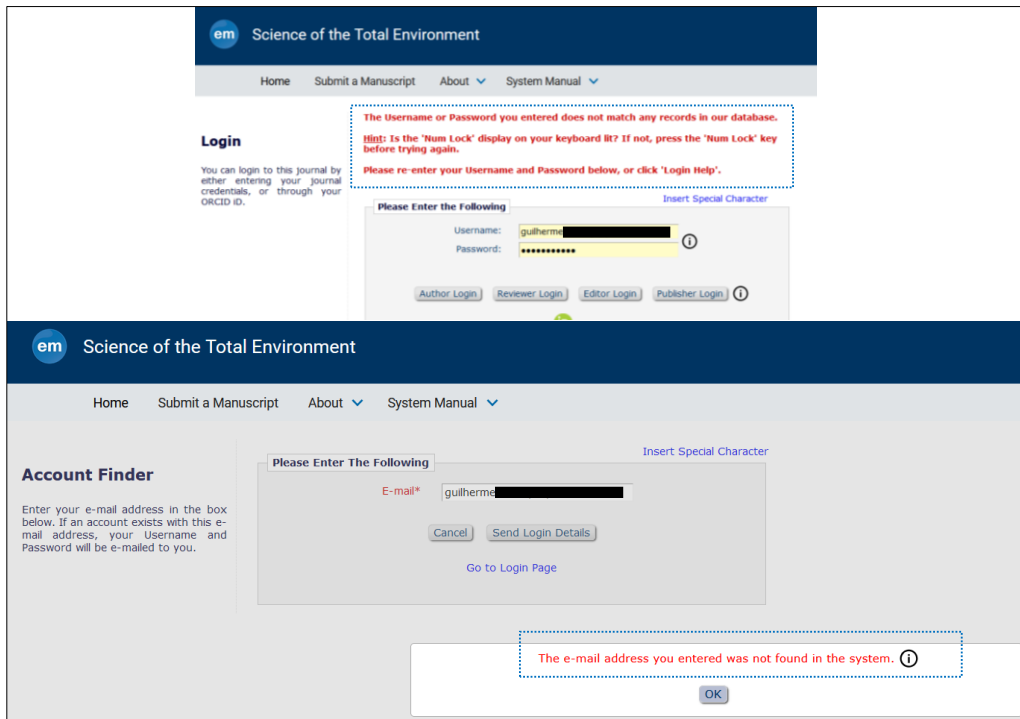 em Science of the Total Environment
Home Submit a Manuscript About System Manual
The Username or Password you entered does not match any records in our database.
Hint: Is the 'Num Lock' display on your keyboard lit? If not, press the 'Num Lock' key
before trying again.
Please re-enter your Username and Password below, or click 'Login Help'.
Login
You can login to this journal by
either entering your journal
credentials, or through your
ORCID iD.
Insert Special Character
Please Enter the Following
Username: guilherme
Password: •••••••••••
Author Login Reviewer Login Editor Login Publisher Login
em Science of the Total Environment
Home Submit a Manuscript About System Manual
Account Finder
Enter your e-mail address in the box
below. If an account exists with this e-
mail address, your Username and
Password will be e-mailed to you.
Insert Special Character
Please Enter The Following
E-mail* guilherme
Cancel Send Login Details
Go to Login Page
The e-mail address you entered was not found in the system.
OK